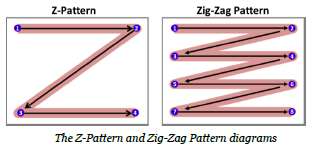 Z-Pattern Zig-Zag Pattern
1 2 1 2
3 4
5 6
3 4 7 8
The Z-Pattern and Zig-Zag Pattern diagrams